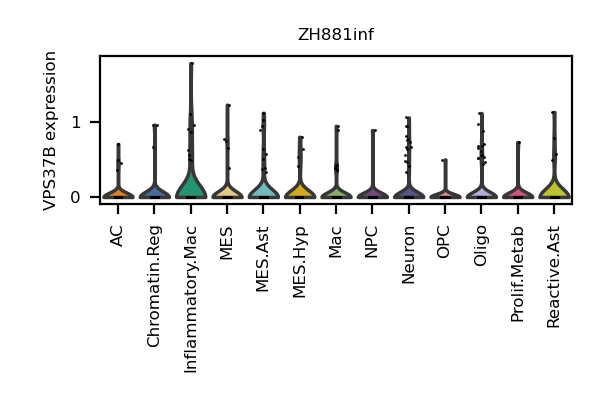 ZH881inf
VPS37B expression
1
0
AC
Chromatin.Reg
Inflammatory.Mac
MES
MES.Ast
MES.Hyp
Mac
NPC
Neuron
OPC
Oligo
Prolif.Metab
Reactive.Ast